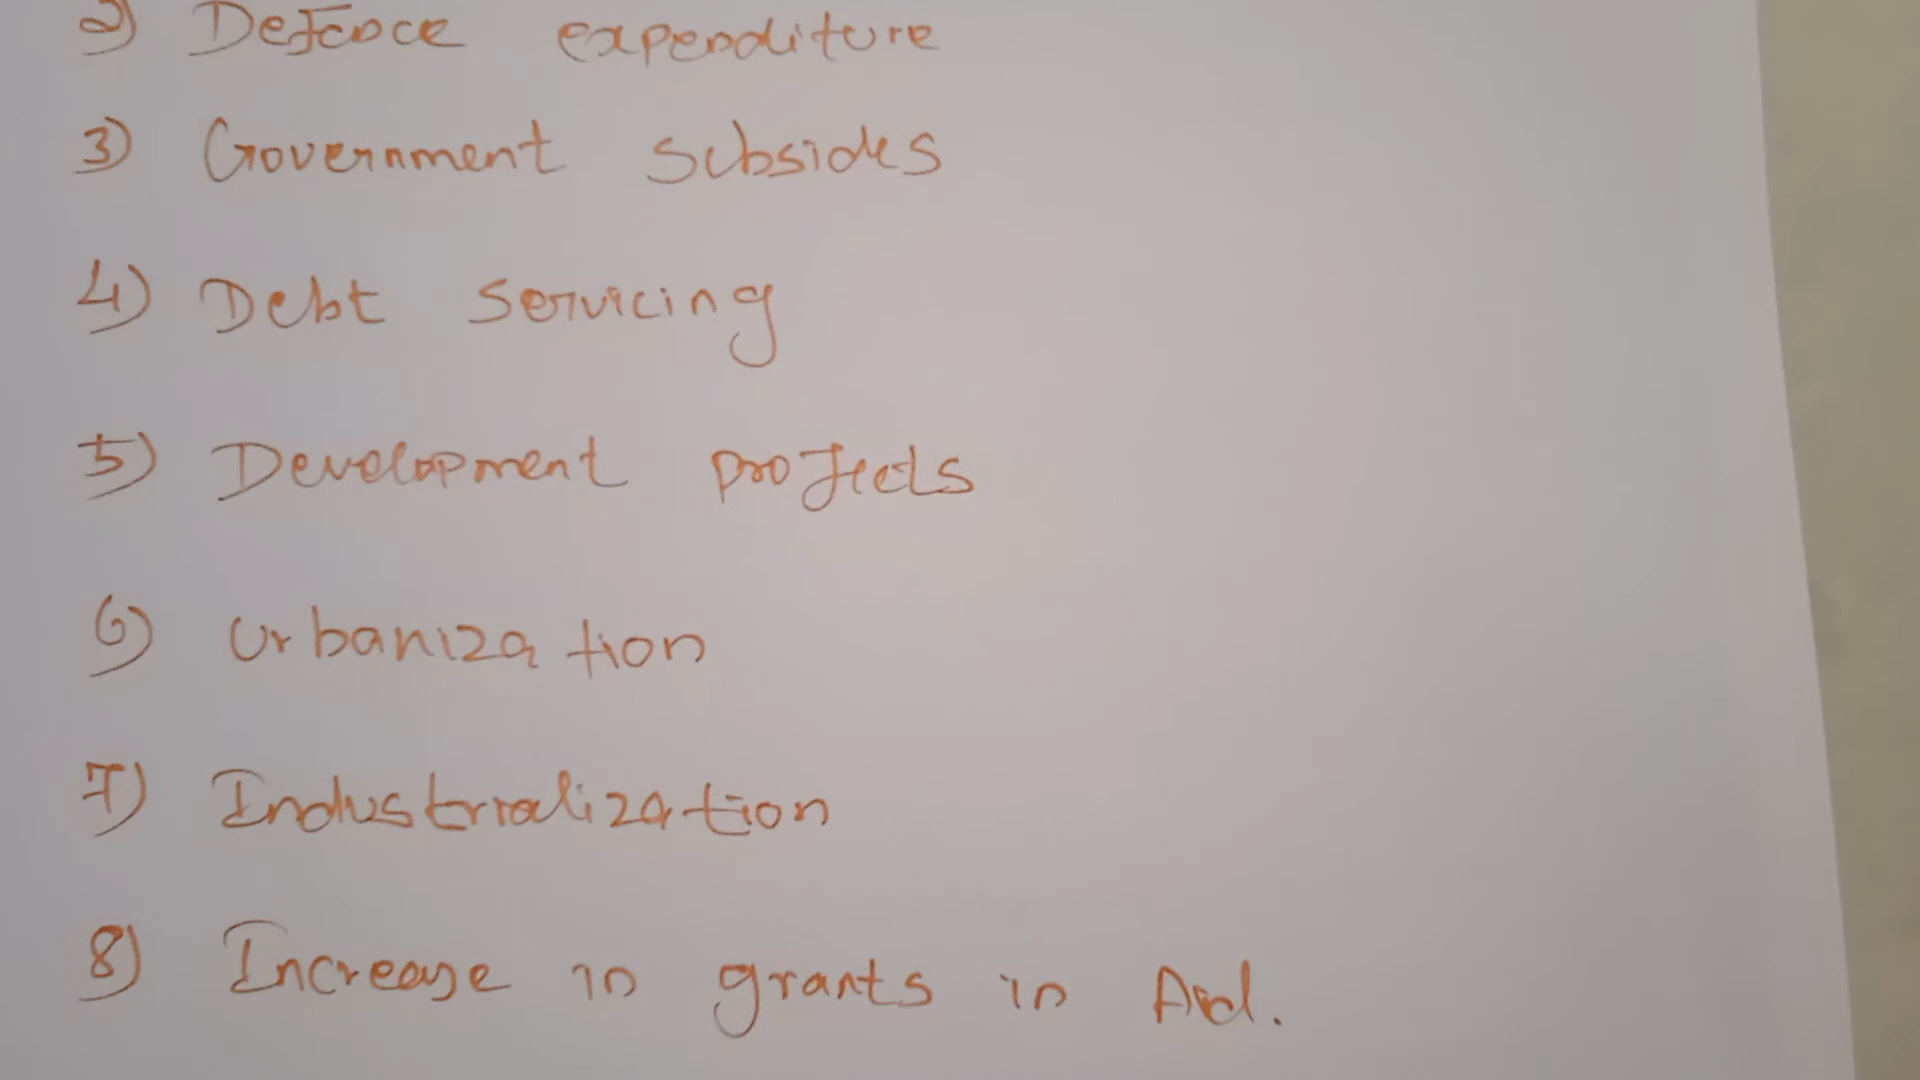 2) Defence expenditure
3) Government Subsides
4) Debt Servicing
5) Development projects
6) Urbanization
7) Industrialization
8) Increase in grants in Aid.